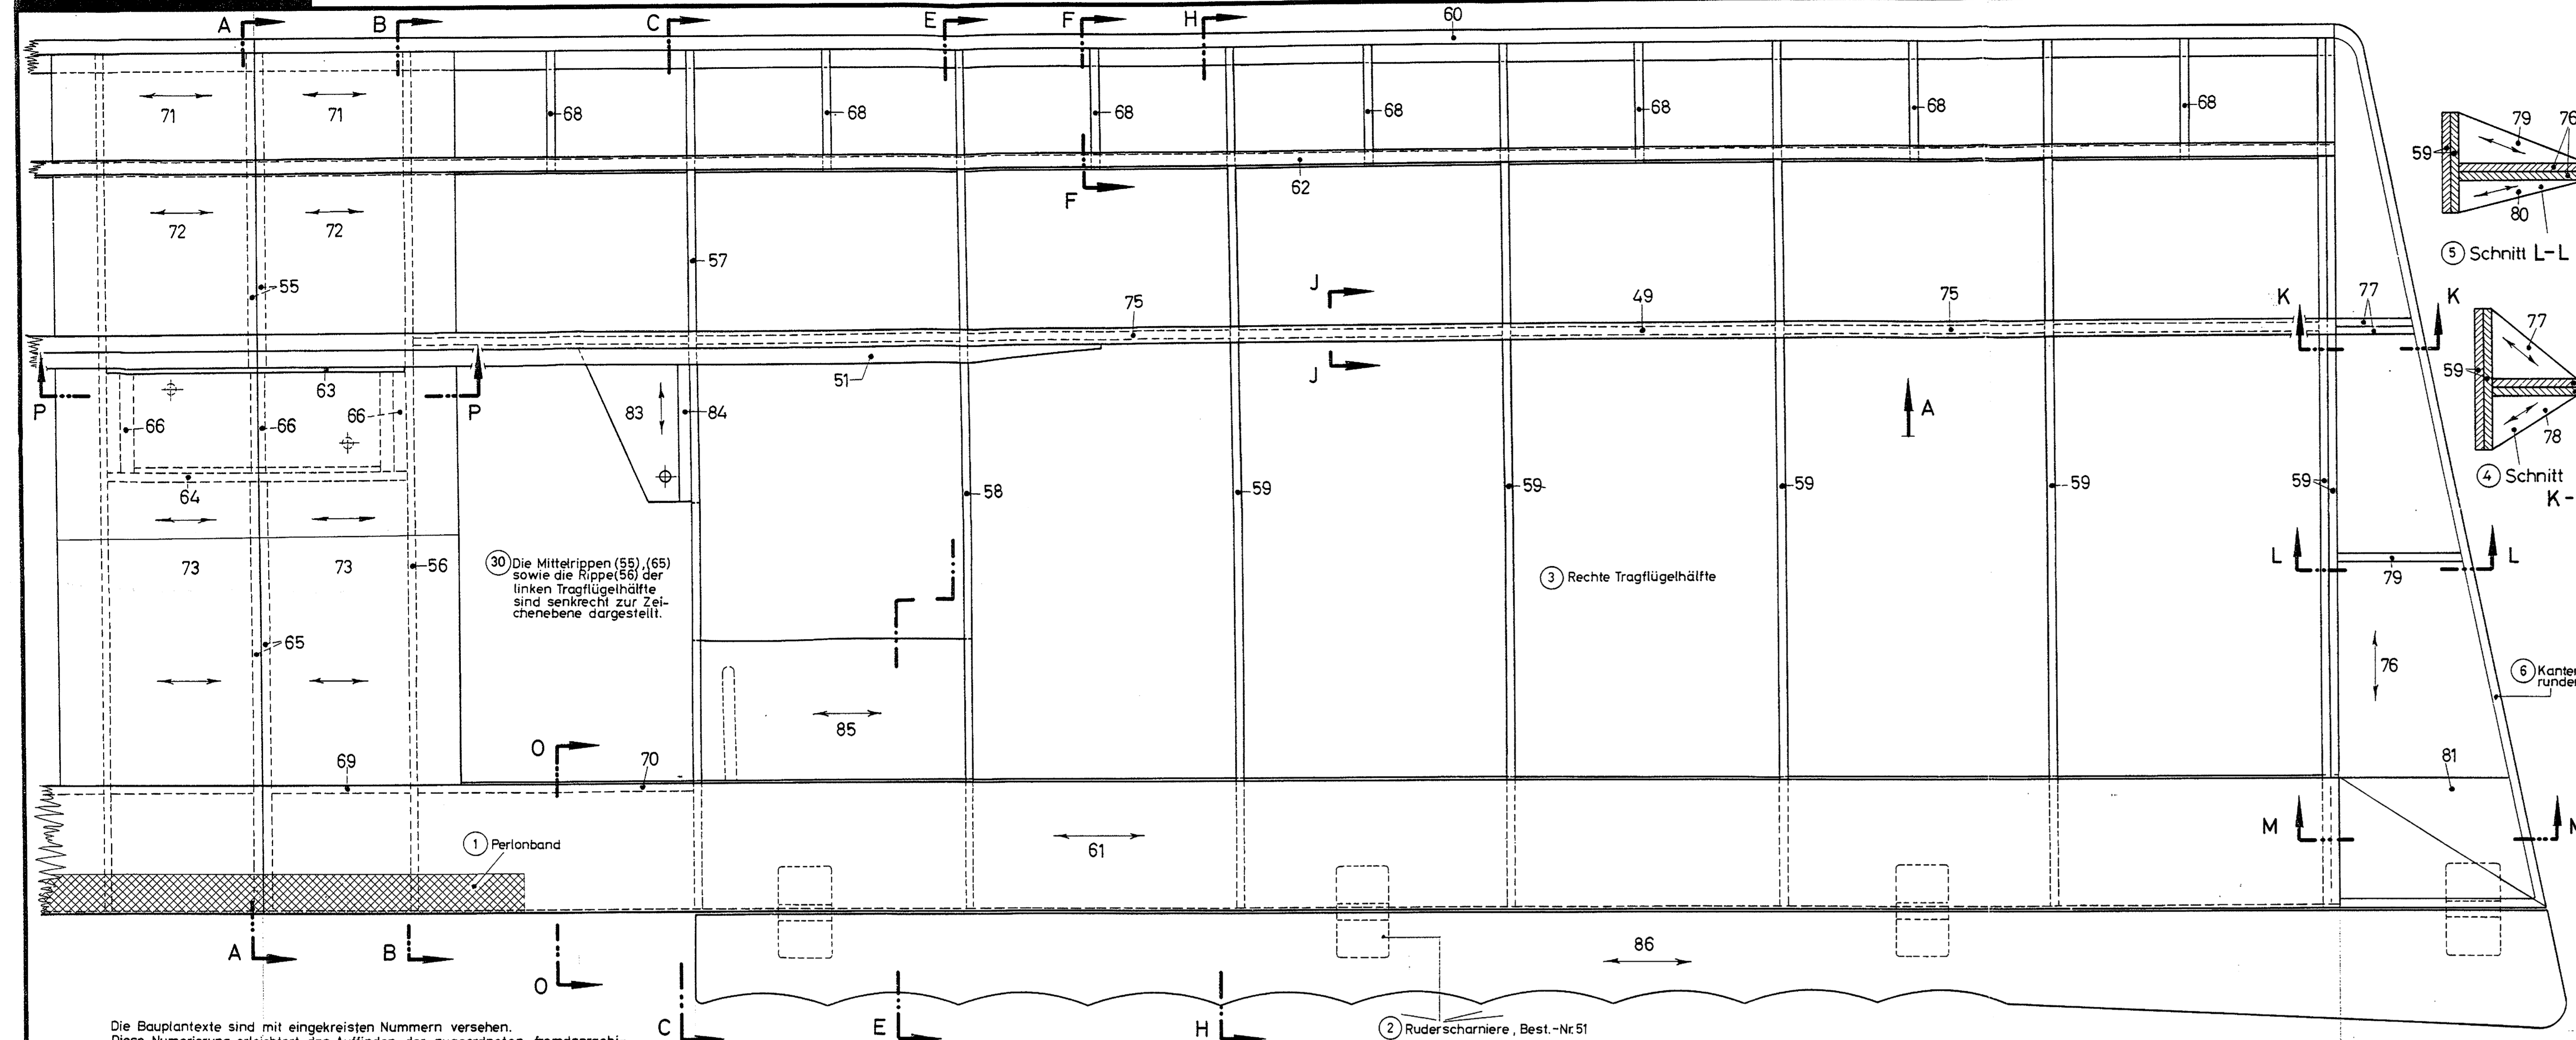 A B C E F H 60
71 71 68 68 68 68 68 68 68
79 76
59
80
F
62
5 Schnitt L-L
72 72
55
57
J
75 49 75
K 77 K
77
51
J
63
P P
66 66 66
83 84
A
59
78
4 Schnitt
K-
64
58 59 59 59 59 59
73 73
56
30 Die Mittelrippen (55),(65)
sowie die Rippe(56) der
linken Tragflügelhälfte
sind senkrecht zur Zei-
chenebene dargestellt.
3 Rechte Tragflügelhälfte
L L
79
65
76
85
O
69 70
81
1 Perlonband
61
M
A B
O
86
C E H
2 Ruderscharniere, Best.-Nr. 51
Die Bauplantexte sind mit eingekreisten Nummern versehen.